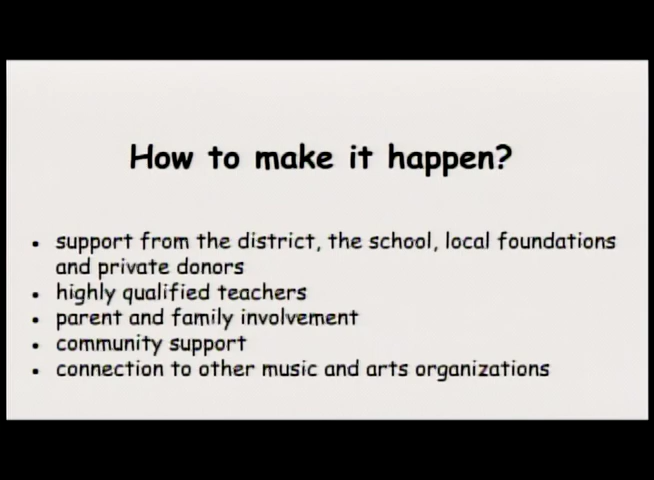 How to make it happen?
• support from the district, the school, local foundations
and private donors
• highly qualified teachers
• parent and family involvement
• community support
• connection to other music and arts organizations